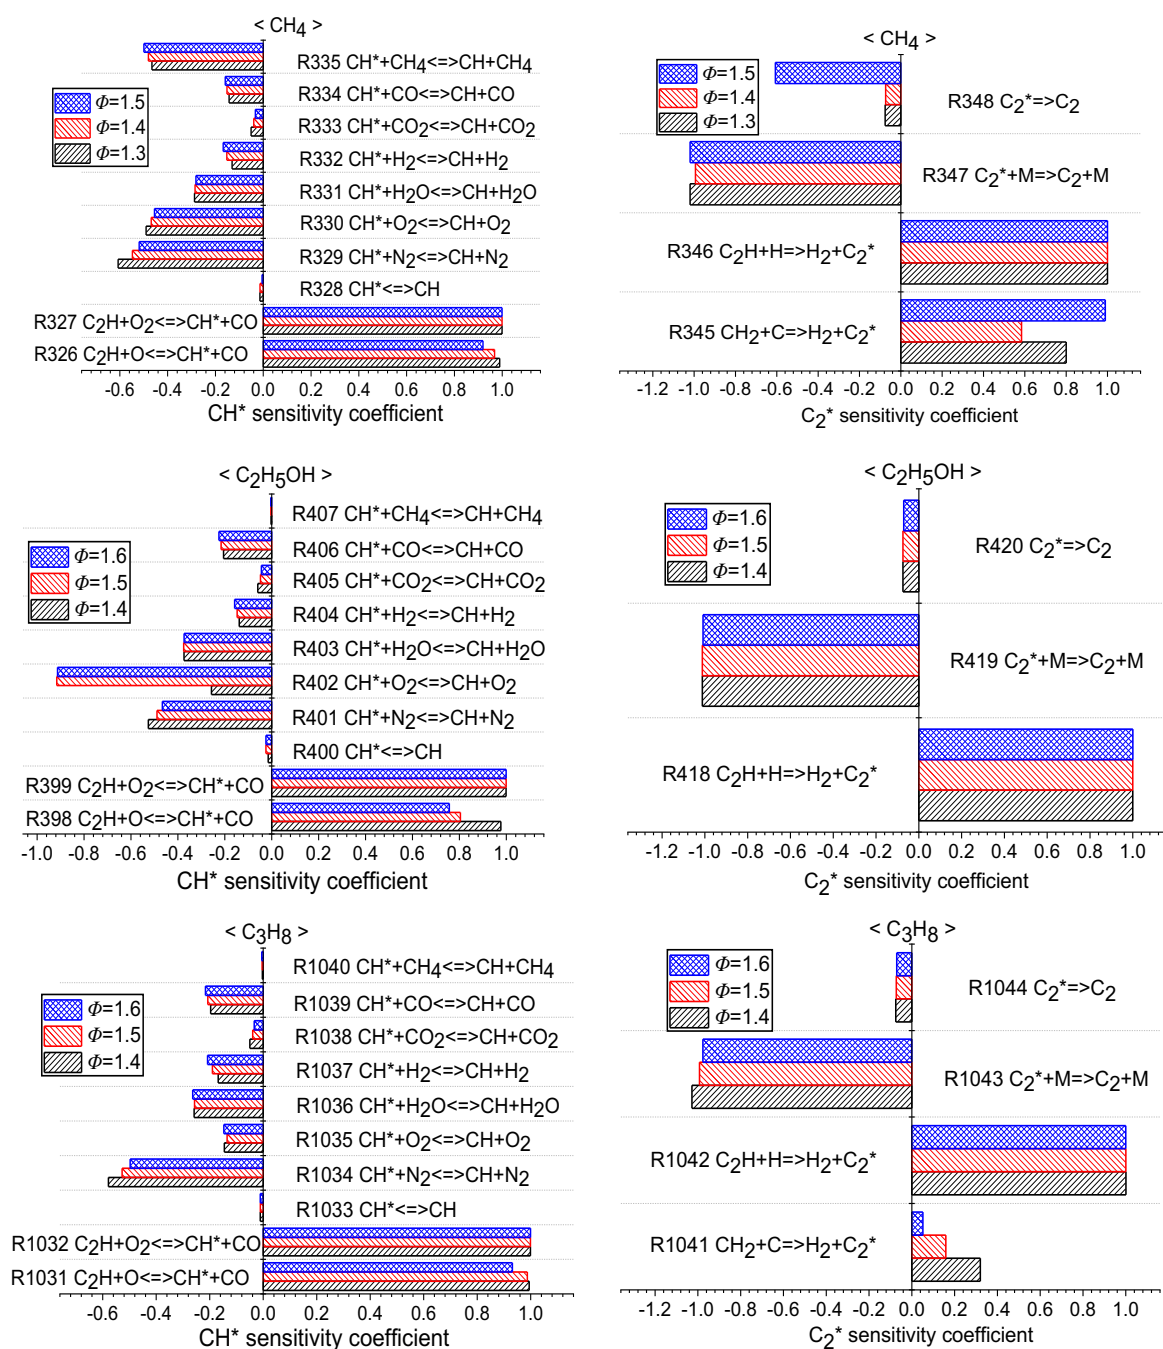 < CH4 >
Φ=1.5
Φ=1.4
Φ=1.3
R335 CH*+CH4<=>CH+CH4
R334 CH*+CO<=>CH+CO
R333 CH*+CO2<=>CH+CO2
R332 CH*+H2<=>CH+H2
R331 CH*+H2O<=>CH+H2O
R330 CH*+O2<=>CH+O2
R329 CH*+N2<=>CH+N2
R328 CH*<=>CH
R327 C2H+O2<=>CH*+CO
R326 C2H+O<=>CH*+CO
-0.6 -0.4 -0.2 0.0 0.2 0.4 0.6 0.8 1.0
CH* sensitivity coefficient
< CH4 >
Φ=1.5
Φ=1.4
Φ=1.3
R348 C2*=>C2
R347 C2*+M=>C2+M
R346 C2H+H=>H2+C2*
R345 CH2+C=>H2+C2*
-1.2 -1.0 -0.8 -0.6 -0.4 -0.2 0.0 0.2 0.4 0.6 0.8 1.0
C2* sensitivity coefficient
< C2H5OH >
Φ=1.6
Φ=1.5
Φ=1.4
R407 CH*+CH4<=>CH+CH4
R406 CH*+CO<=>CH+CO
R405 CH*+CO2<=>CH+CO2
R404 CH*+H2<=>CH+H2
R403 CH*+H2O<=>CH+H2O
R402 CH*+O2<=>CH+O2
R401 CH*+N2<=>CH+N2
R400 CH*<=>CH
R399 C2H+O2<=>CH*+CO
R398 C2H+O<=>CH*+CO
-1.0 -0.8 -0.6 -0.4 -0.2 0.0 0.2 0.4 0.6 0.8 1.0
CH* sensitivity coefficient
< C2H5OH >
Φ=1.6
Φ=1.5
Φ=1.4
R420 C2*=>C2
R419 C2*+M=>C2+M
R418 C2H+H=>H2+C2*
-1.2 -1.0 -0.8 -0.6 -0.4 -0.2 0.0 0.2 0.4 0.6 0.8 1.0
C2* sensitivity coefficient
< C3H8 >
Φ=1.6
Φ=1.5
Φ=1.4
R1040 CH*+CH4<=>CH+CH4
R1039 CH*+CO<=>CH+CO
R1038 CH*+CO2<=>CH+CO2
R1037 CH*+H2<=>CH+H2
R1036 CH*+H2O<=>CH+H2O
R1035 CH*+O2<=>CH+O2
R1034 CH*+N2<=>CH+N2
R1033 CH*<=>CH
R1032 C2H+O2<=>CH*+CO
R1031 C2H+O<=>CH*+CO
-0.6 -0.4 -0.2 0.0 0.2 0.4 0.6 0.8 1.0
CH* sensitivity coefficient
< C3H8 >
Φ=1.6
Φ=1.5
Φ=1.4
R1044 C2*=>C2
R1043 C2*+M=>C2+M
R1042 C2H+H=>H2+C2*
R1041 CH2+C=>H2+C2*
-1.2 -1.0 -0.8 -0.6 -0.4 -0.2 0.0 0.2 0.4 0.6 0.8 1.0
C2* sensitivity coefficient